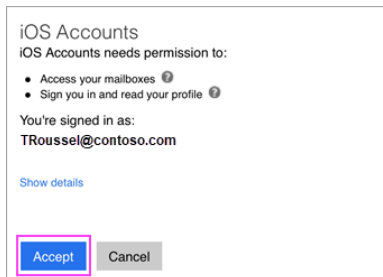 iOS Accounts
iOS Accounts needs permission to:
• Access your mailboxes ?
• Sign you in and read your profile ?
You're signed in as:
TRoussel@contoso.com
Show details
Accept Cancel